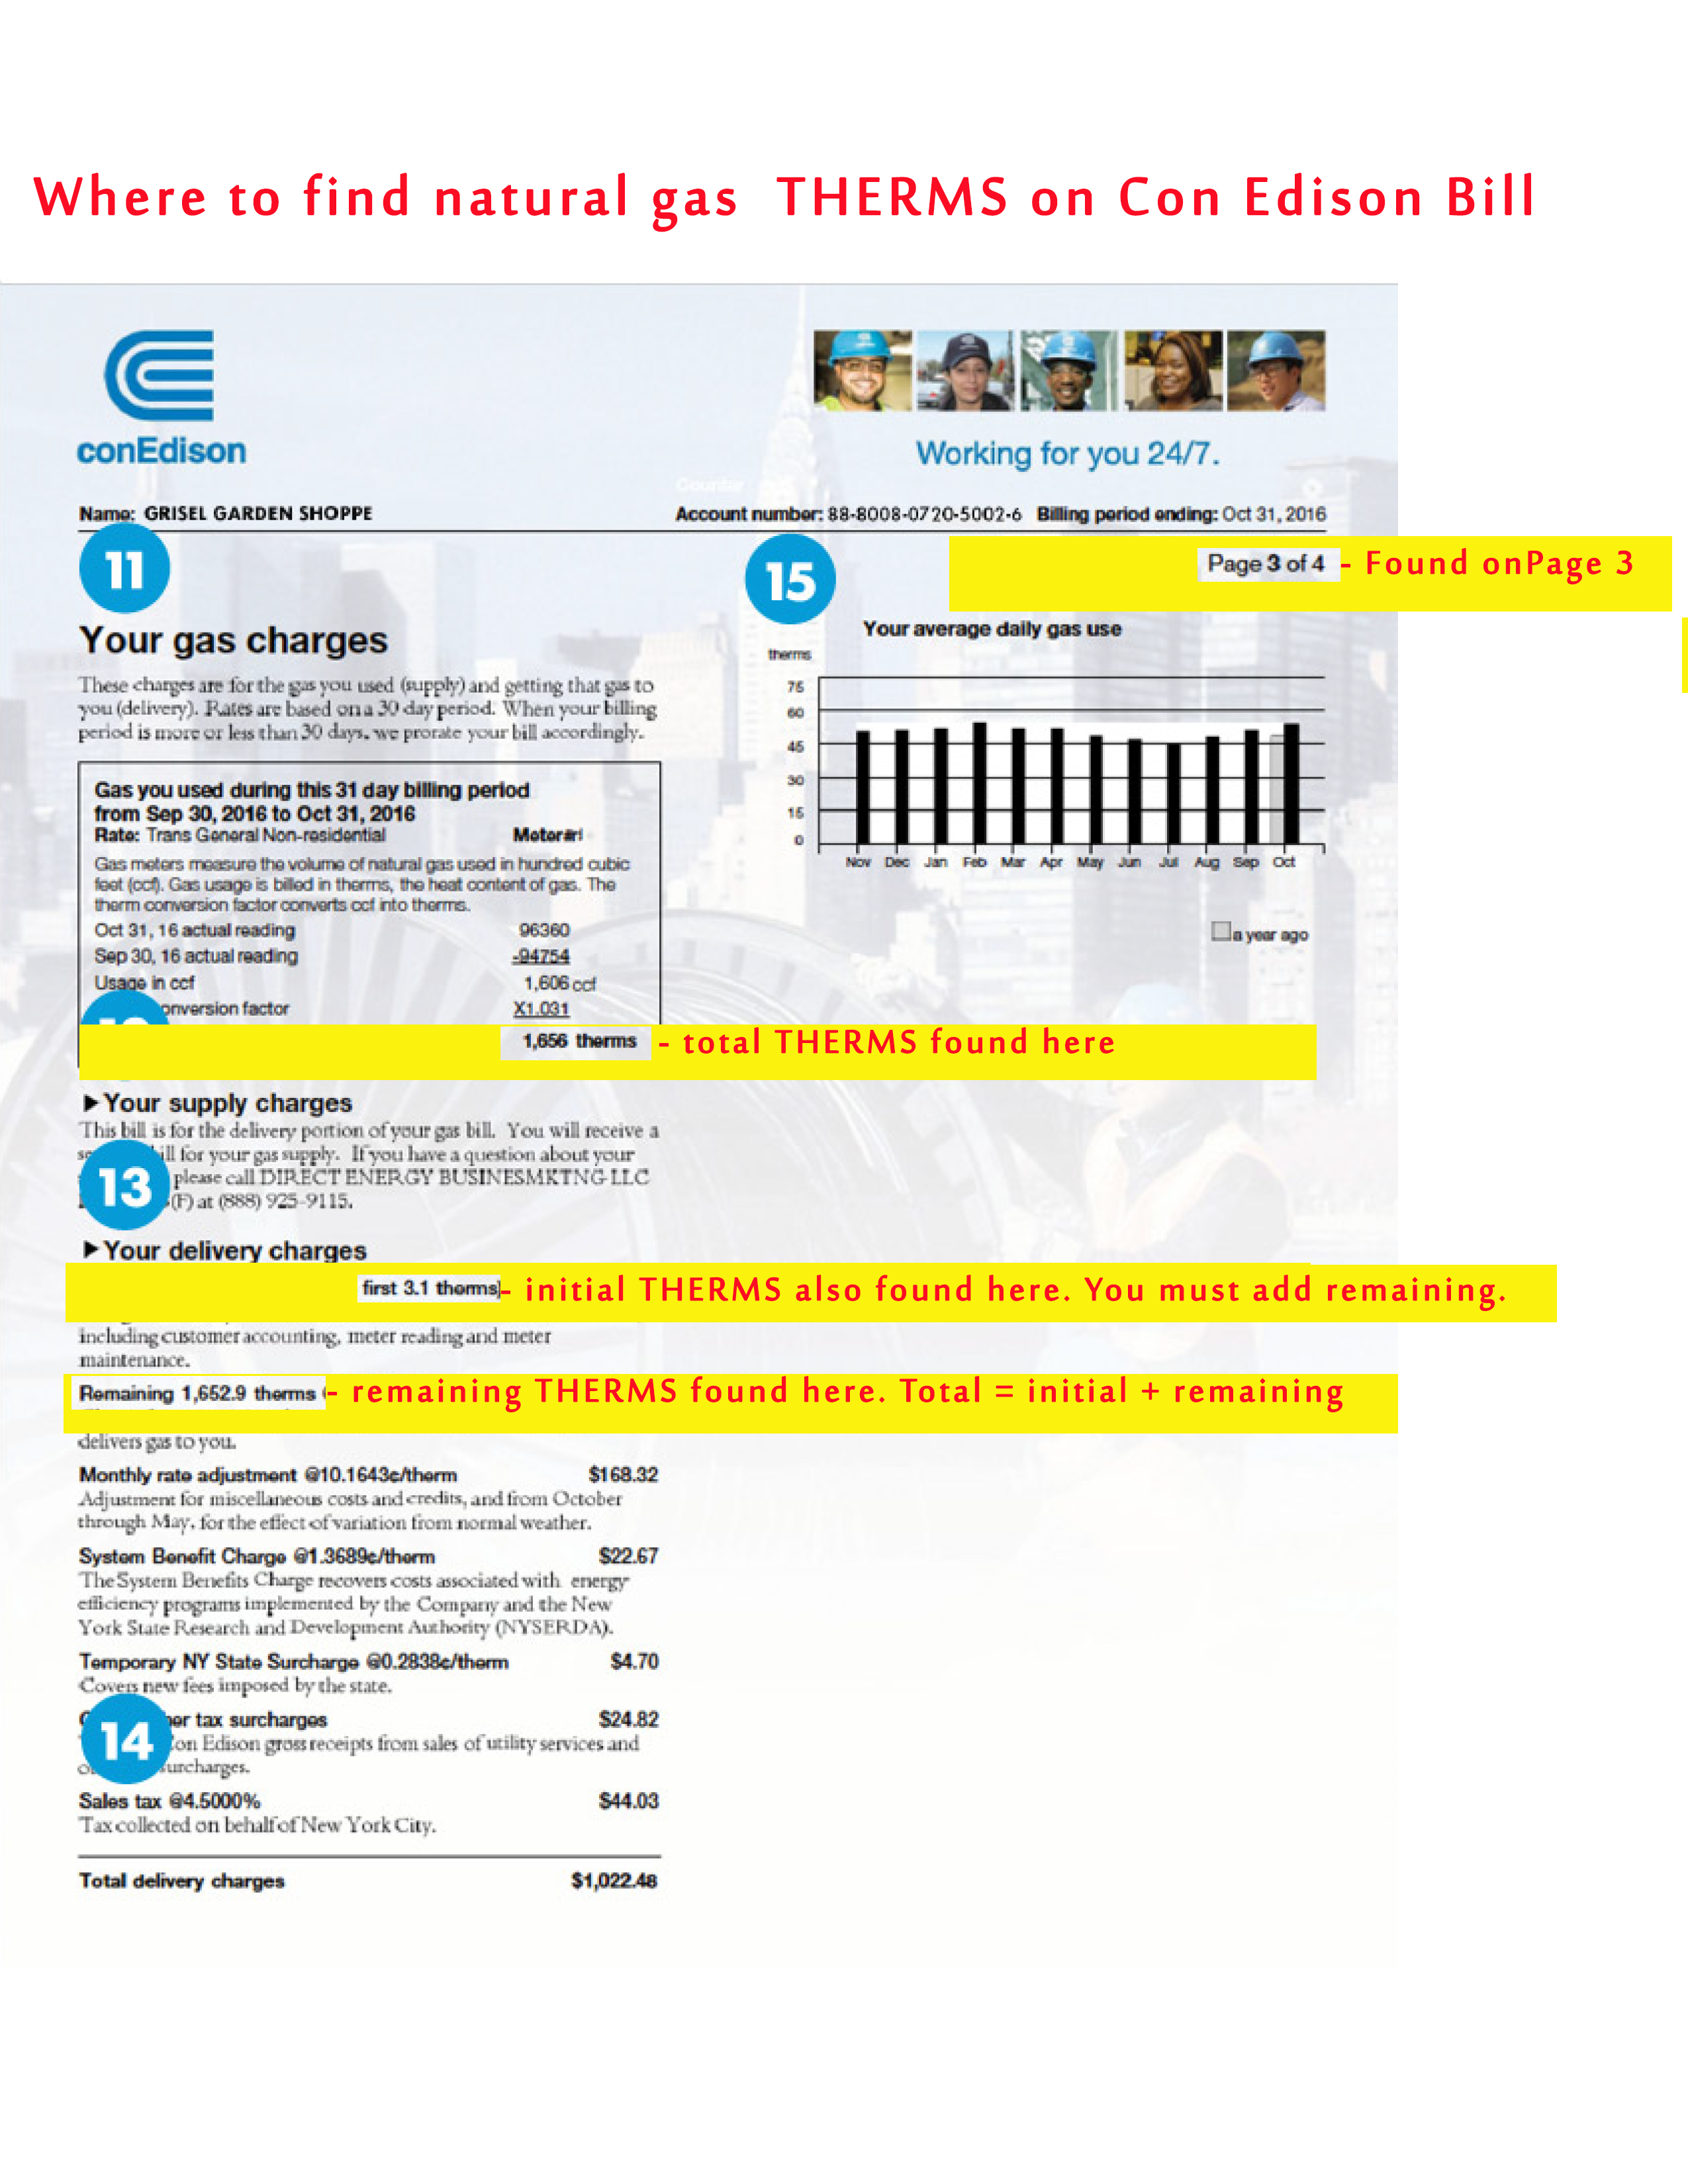 Where to find natural gas THERMS on Con Edison Bill
conEdison
Working for you 24/7.
Counter
Name: GRISEL GARDEN SHOPPE
Account number: 88-8008-0720-5002-6 Billing period ending: Oct 31, 2016
11
15
Page 3 of 4 - Found onPage 3
Your gas charges
These charges are for the gas you used (supply) and getting that gas to
you (delivery). Rates are based on a 30 day period. When your billing
period is more or less than 30 days, we prorate your bill accordingly.
Gas you used during this 31 day billing period
from Sep 30, 2016 to Oct 31, 2016
Rate: Trans General Non-residential
Gas meters measure the volume of natural gas used in hundred cubic
feet (ccf). Gas usage is billed in therms, the heat content of gas. The
therm conversion factor converts ccf into therms.
Oct 31, 16 actual reading 96360
Sep 30, 16 actual reading -94754
Usage in ccf 1,606 ccf
onversion factor X1.031
1,656 therms - total THERMS found here
Your average daily gas use
therms
75
60
45
30
15
0
Nov Dec Jan Feb Mar Apr May Jun Jul Aug Sep Oct
a year ago
Your supply charges
This bill is for the delivery portion of your gas bill. You will receive a
ill for your gas supply. If you have a question about your
13
please call DIRECT ENERGY BUSINESMKTNG LLC
(F) at (888) 925-9115.
Your delivery charges
first 3.1 therms - initial THERMS also found here. You must add remaining.
including customer accounting, meter reading and meter
maintenance.
Remaining 1,652.9 therms - remaining THERMS found here. Total = initial + remaining
delivers gas to you.
Monthly rate adjustment @10.1643¢/therm $168.32
Adjustment for miscellaneous costs and credits, and from October
through May, for the effect of variation from normal weather.
System Benefit Charge @1.3689¢/therm $22.67
The System Benefits Charge recovers costs associated with energy
efficiency programs implemented by the Company and the New
York State Research and Development Authority (NYSERDA).
Temporary NY State Surcharge @0.2838¢/therm $4.70
Covers new fees imposed by the state.
er tax surcharges $24.82
14
on Edison gross receipts from sales of utility services and
urcharges.
Sales tax @4.5000% $44.03
Tax collected on behalf of New York City.
Total delivery charges $1,022.48